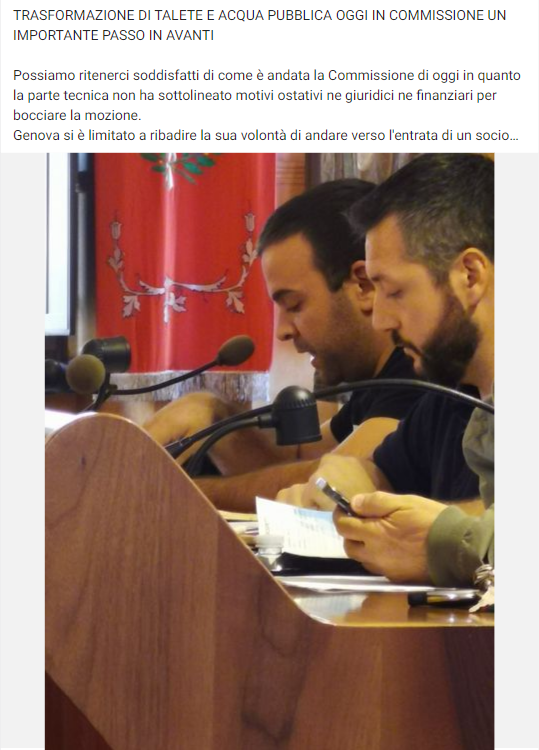 TRASFORMAZIONE DI TALETE E ACQUA PUBBLICA OGGI IN COMMISSIONE UN
IMPORTANTE PASSO IN AVANTI
Possiamo ritenerci soddisfatti di come è andata la Commissione di oggi in quanto
la parte tecnica non ha sottolineato motivi ostativi ne giuridici ne finanziari per
bocciare la mozione.
Genova si è limitato a ribadire la sua volontà di andare verso l'entrata di un socio...